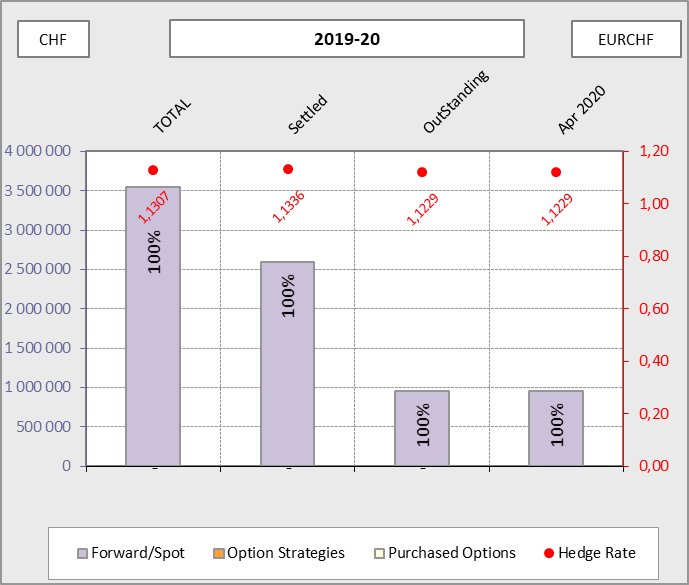 CHF
2019-20
EURCHF
TOTAL
Settled
OutStanding
Apr 2020
4 000 000
3 500 000
3 000 000
2 500 000
2 000 000
1 500 000
1 000 000
500 000
0
1,20
1,00
0,80
0,60
0,40
0,20
0,00
1,1307
1,1336
1,1229
1,1229
100%
100%
100%
100%
-
-
-
Forward/Spot
Option Strategies
Purchased Options
Hedge Rate